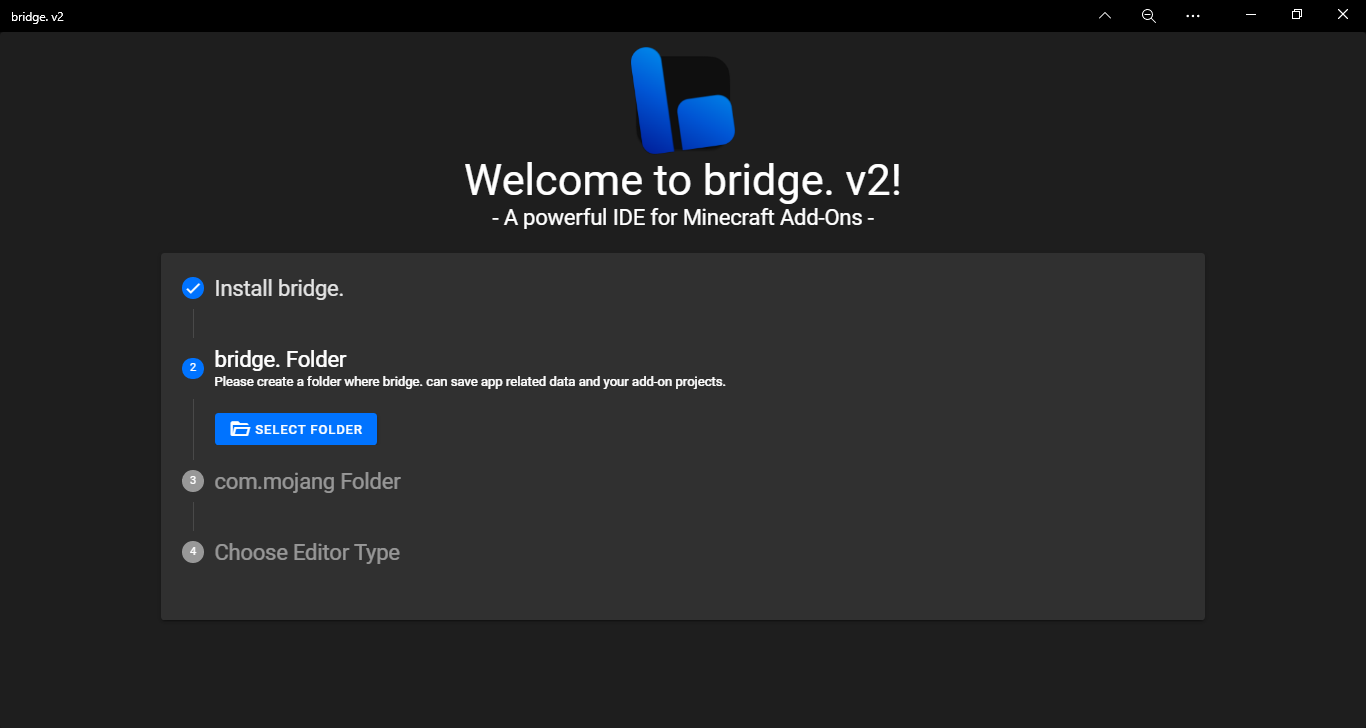 bridge. v2
Welcome to bridge. v2!
- A powerful IDE for Minecraft Add-Ons -
Install bridge.
2
bridge. Folder
Please create a folder where bridge. can save app related data and your add-on projects.
SELECT FOLDER
3 com.mojang Folder
4 Choose Editor Type